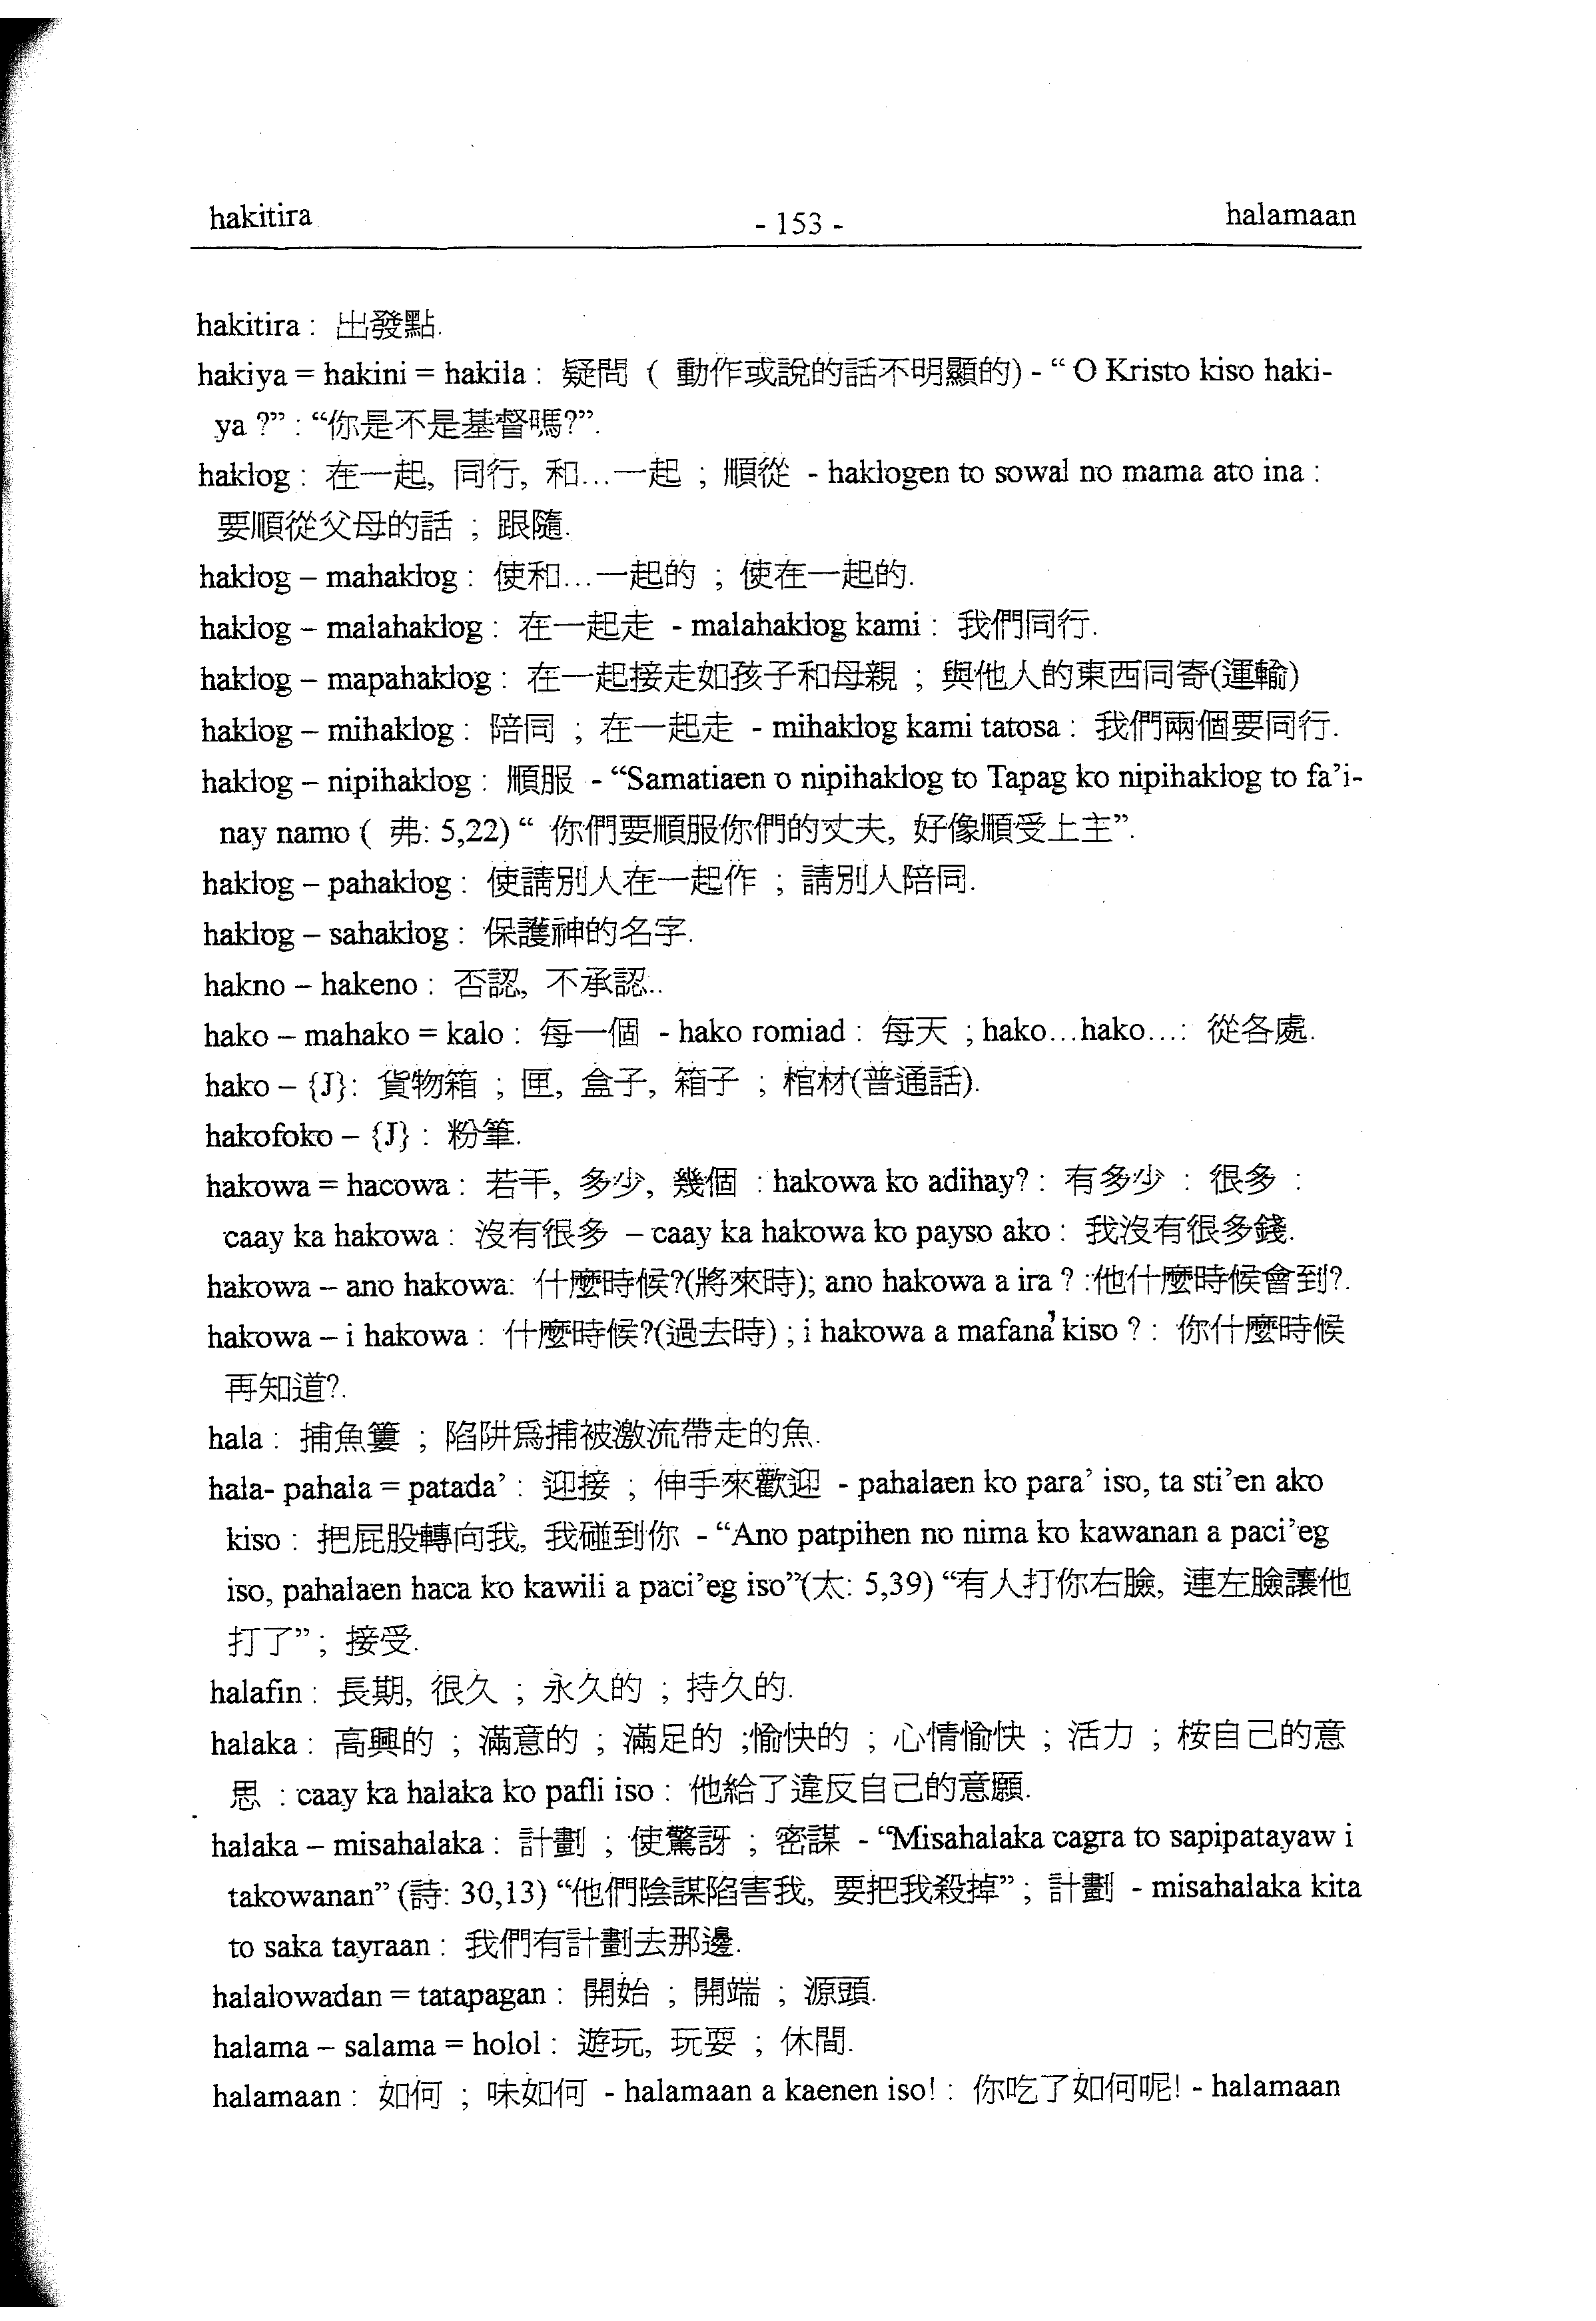 hakitira - 153 - halamaan
hakitira : 出發點.
hakiya = hakini = hakila : 疑問 ( 動作或說的話不明顯的) - “ O Kristo kiso haki-
ya ?” : “你是不是基督嗎?”.
haklog : 在一起, 同行, 和…一起 ; 順從 - haklogen to sowal no mama ato ina :
要順從父母的話 ; 跟隨.
haklog – mahaklog : 使和…一起的 ; 使在一起的.
haklog – malahaklog : 在一起走 - malahaklog kami : 我們同行.
haklog – mapahaklog : 在一起接走如孩子和母親 ; 與他人的東西同寄(運輸)
haklog – mihaklog : 陪同 ; 在一起走 - mihaklog kami tatosa : 我們兩個要同行.
haklog – nipihaklog : 順服 - “Samatiaen o nipihaklog to Tapag ko nipihaklog to fa’i-
nay namo ( 弗: 5,22) “ 你們要順服你們的丈夫, 好像順受上主”.
haklog – pahaklog : 使請別人在一起作 ; 請別人陪同.
haklog – sahaklog : 保護神的名字.
hakno – hakeno : 否認, 不承認..
hako – mahako = kalo : 每一個 - hako romiad : 每天 ; hako…hako…: 從各處.
hako – {J}: 貨物箱 ; 匣, 盒子, 箱子 ; 棺材(普通話).
hakofoko – {J} : 粉筆.
hakowa = hacowa : 若干, 多少, 幾個 : hakowa ko adihay? : 有多少 : 很多 :
caay ka hakowa : 沒有很多 – caay ka hakowa ko payso ako : 我沒有很多錢.
hakowa – ano hakowa: 什麼時候?(將來時); ano hakowa a ira ? :他什麼時候會到?.
hakowa – i hakowa : 什麼時候?(過去時) ; i hakowa a mafana’ kiso ? : 你什麼時候
再知道?.
hala : 捕魚簍 ; 陷阱爲捕被激流帶走的魚.
hala- pahala = patada’ : 迎接 ; 伸手來歡迎 - pahalaen ko para’ iso, ta sti’en ako
kiso : 把屁股轉向我, 我碰到你 - “Ano patpihen no nima ko kawanan a paci’eg
iso, pahalaen haca ko kawili a paci’eg iso”(太: 5,39) “有人打你右臉, 連左臉讓他
打了” ; 接受.
halafin : 長期, 很久 ; 永久的 ; 持久的.
halaka : 高興的 ; 滿意的 ; 滿足的 ;愉快的 ; 心情愉快 ; 活力 ; 桉自己的意
思 : caay ka halaka ko pafli iso : 他給了違反自己的意願.
halaka – misahalaka : 計劃 ; 使驚訝 ; 密謀 - “Misahalaka cagra to sapipatayaw i
takowanan” (詩: 30,13) “他們陰謀陷害我, 要把我殺掉” ; 計劃 - misahalaka kita
to saka tayraan : 我們有計劃去那邊.
halalowadan = tatapagan : 開始 ; 開端 ; 源頭.
halama – salama = holol : 遊玩, 玩耍 ; 休閒.
halamaan : 如何 ; 味如何 - halamaan a kaenen iso! : 你吃了如何呢! - halamaan